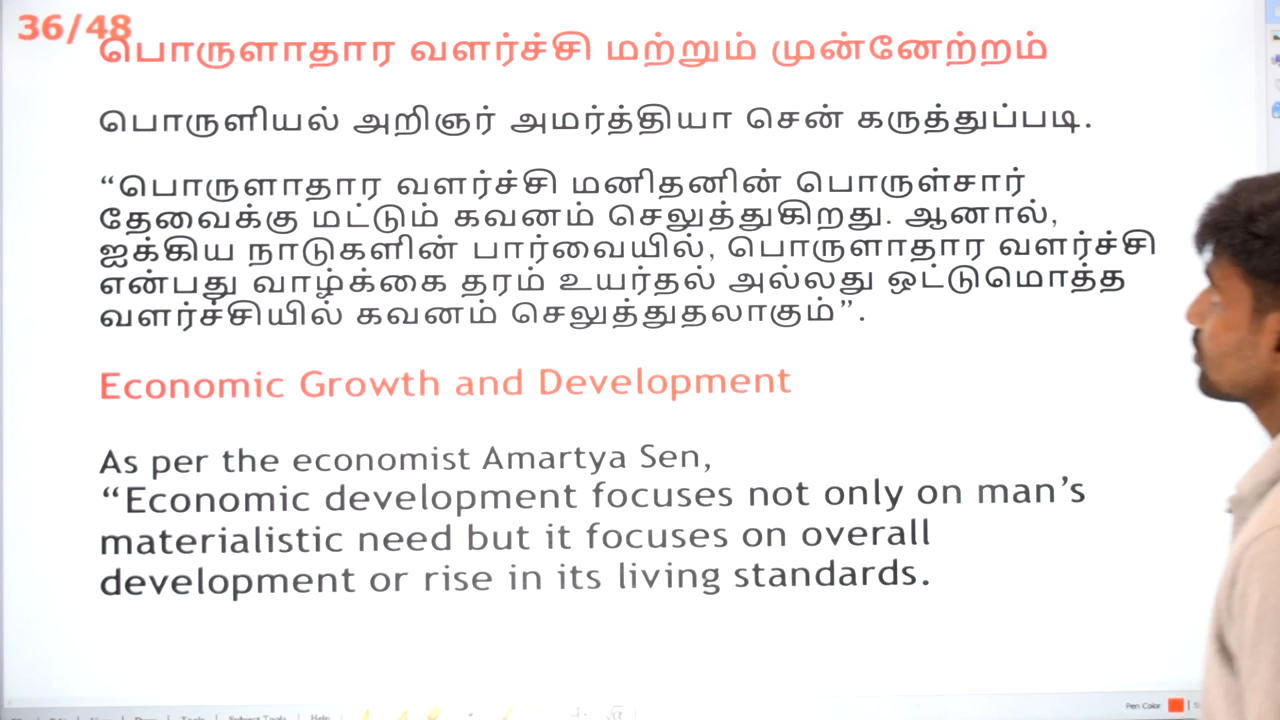 36/48
பொருளாதார வளர்ச்சி மற்றும் முன்னேற்றம்
பொருளியல் அறிஞர் அமர்த்தியா சென் கருத்துப்படி.
“பொருளாதார வளர்ச்சி மனிதனின் பொருள்சார்
தேவைக்கு மட்டும் கவனம் செலுத்துகிறது. ஆனால்,
ஐக்கிய நாடுகளின் பார்வையில், பொருளாதார வளர்ச்சி
என்பது வாழ்க்கை தரம் உயர்தல் அல்லது ஒட்டுமொத்த
வளர்ச்சியில் கவனம் செலுத்துதலாகும்”.
Economic Growth and Development
As per the economist Amartya Sen,
“Economic development focuses not only on man’s
materialistic need but it focuses on overall
development or rise in its living standards.
Pen Color